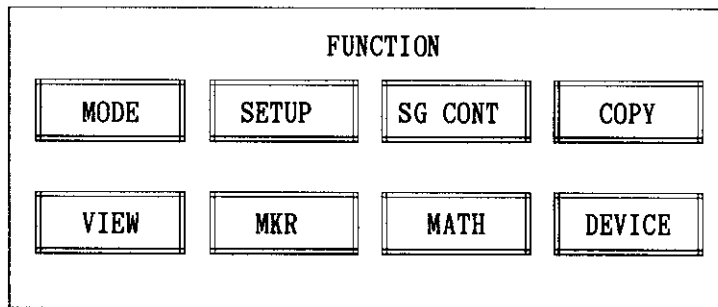 FUNCTION
MODE SETUP SG CONT COPY
VIEW MKR MATH DEVICE